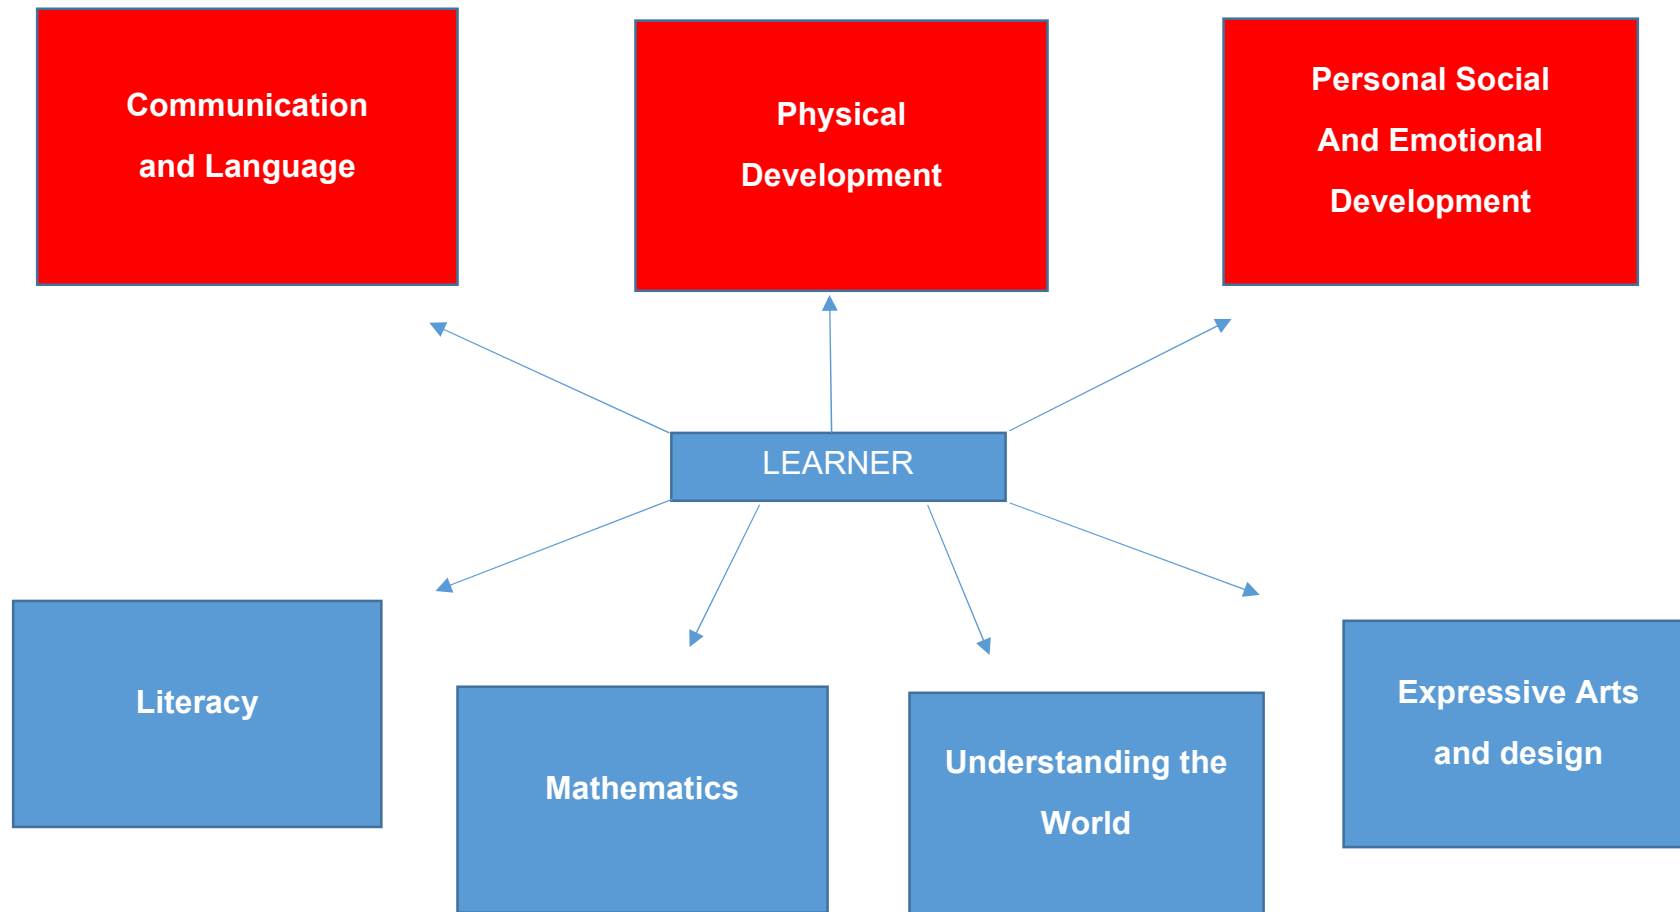 Communication
and Language
Physical
Development
Personal Social
And Emotional
Development
LEARNER
Literacy
Mathematics
Understanding the
World
Expressive Arts
and design